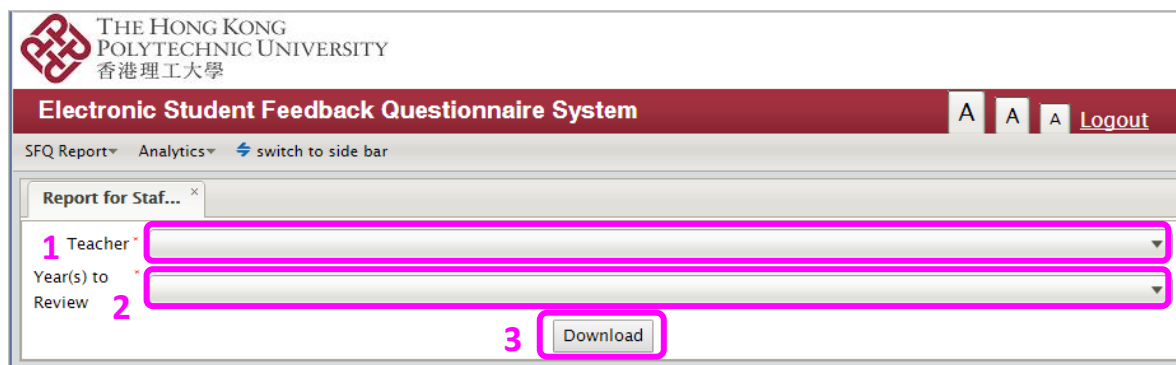 THE HONG KONG
POLYTECHNIC UNIVERSITY
香港理工大學
Electronic Student Feedback Questionnaire System
A A A Logout
SFQ Report Analytics switch to side bar
Report for Staf... ×
1 Teacher *
Year(s) to *
Review
2
3 Download